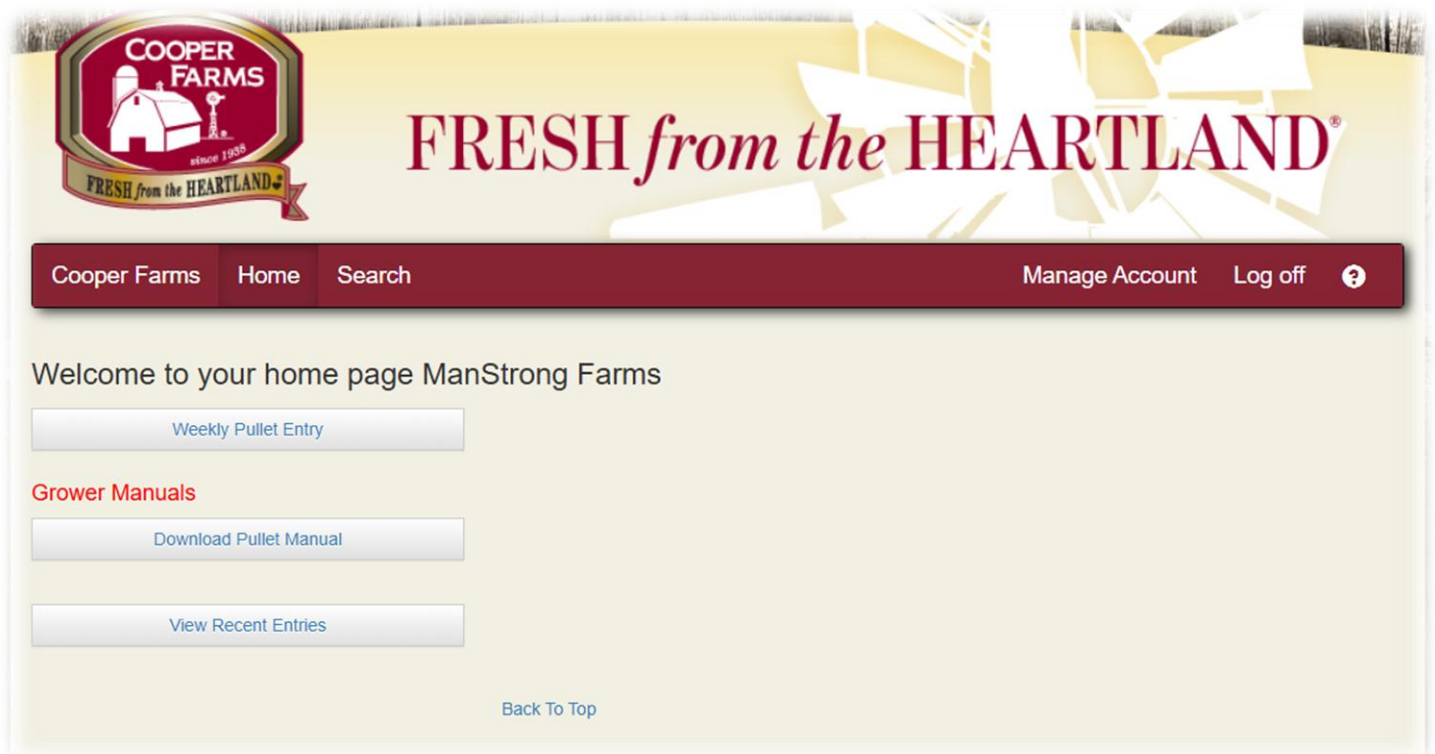 COOPER
FARMS
since 1938
FRESH from the HEARTLAND
FRESH from the HEARTLAND®
Cooper Farms Home Search Manage Account Log off ?
Welcome to your home page ManStrong Farms
Weekly Pullet Entry
Grower Manuals
Download Pullet Manual
View Recent Entries
Back To Top